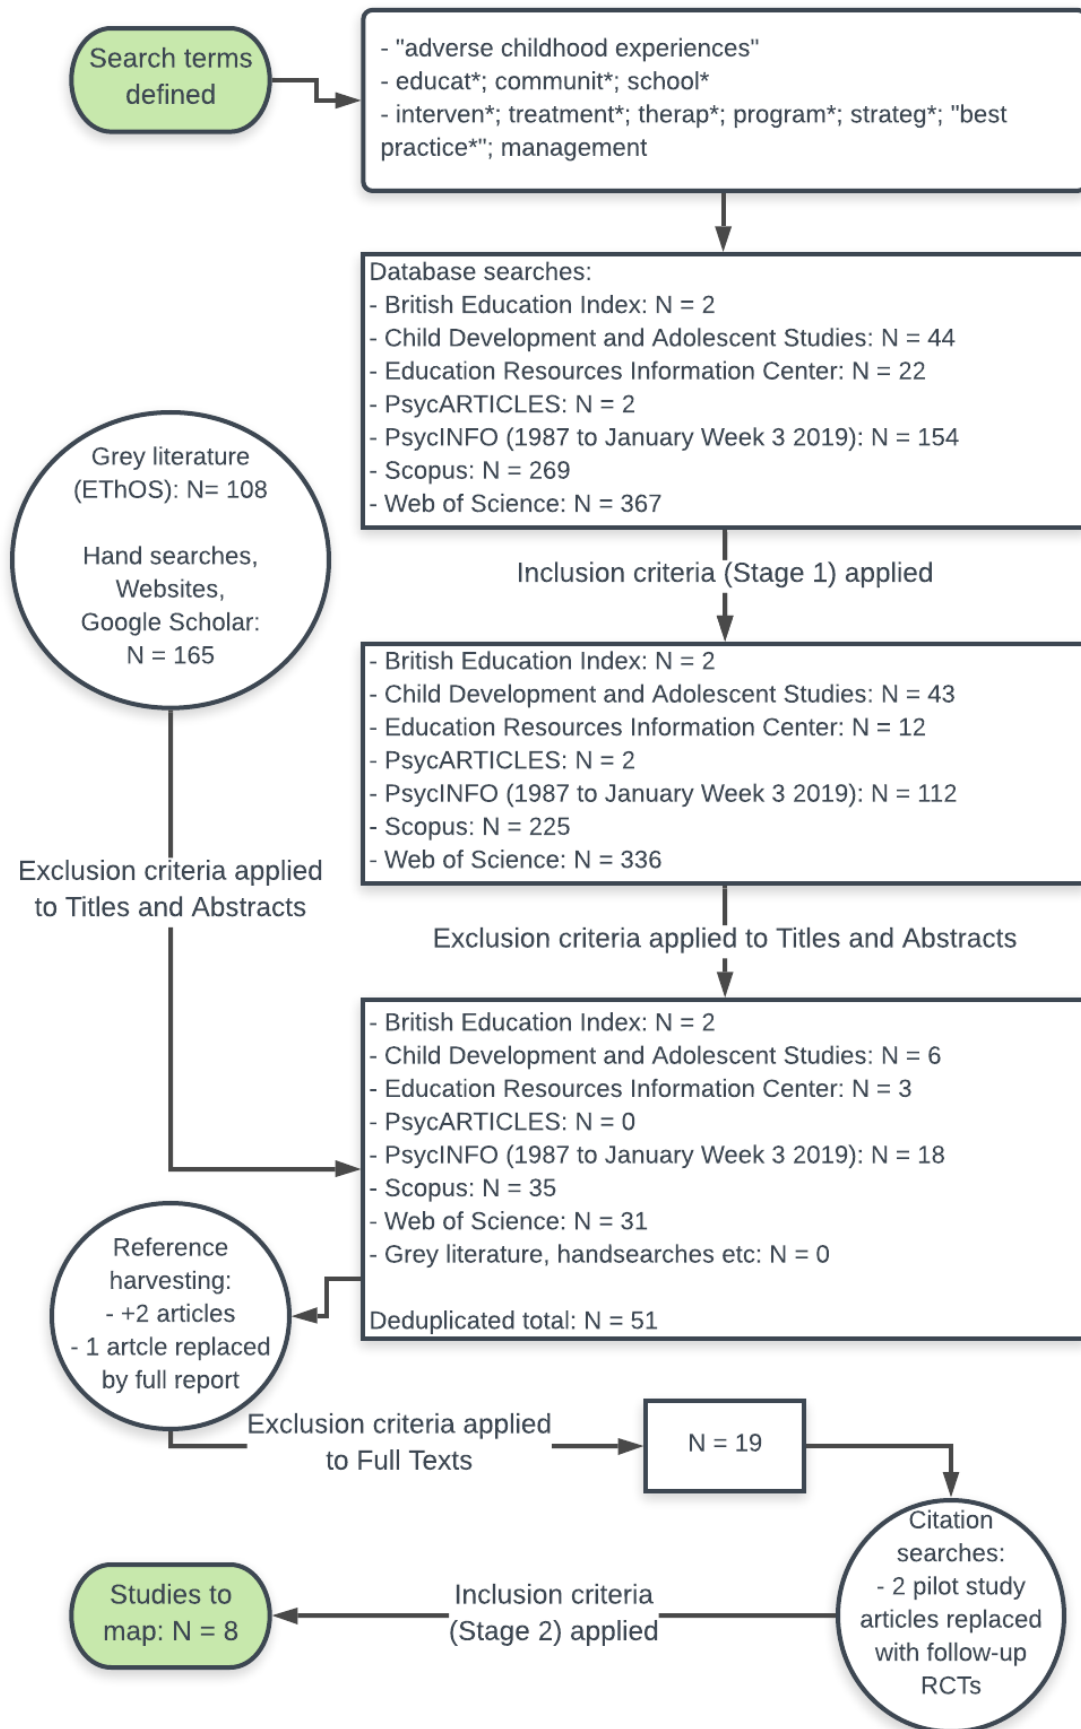 Search terms
defined
- "adverse childhood experiences"
- educat*; communit*; school*
- interven*; treatment*; therap*; program*; strateg*; "best
practice*"; management
Database searches:
- British Education Index: N = 2
- Child Development and Adolescent Studies: N = 44
- Education Resources Information Center: N = 22
- PsycARTICLES: N = 2
- PsycINFO (1987 to January Week 3 2019): N = 154
- Scopus: N = 269
- Web of Science: N = 367
Grey literature
(EThOS): N= 108
Hand searches,
Websites,
Google Scholar:
N = 165
Inclusion criteria (Stage 1) applied
- British Education Index: N = 2
- Child Development and Adolescent Studies: N = 43
- Education Resources Information Center: N = 12
- PsycARTICLES: N = 2
- PsycINFO (1987 to January Week 3 2019): N = 112
- Scopus: N = 225
- Web of Science: N = 336
Exclusion criteria applied
to Titles and Abstracts
Exclusion criteria applied to Titles and Abstracts
- British Education Index: N = 2
- Child Development and Adolescent Studies: N = 6
- Education Resources Information Center: N = 3
- PsycARTICLES: N = 0
- PsycINFO (1987 to January Week 3 2019): N = 18
- Scopus: N = 35
- Web of Science: N = 31
- Grey literature, handsearches etc: N = 0
Deduplicated total: N = 51
Reference
harvesting:
- +2 articles
- 1 artcle replaced
by full report
Exclusion criteria applied
to Full Texts
N = 19
Citation
searches:
- 2 pilot study
articles replaced
with follow-up
RCTs
Inclusion criteria
(Stage 2) applied
Studies to
map: N = 8